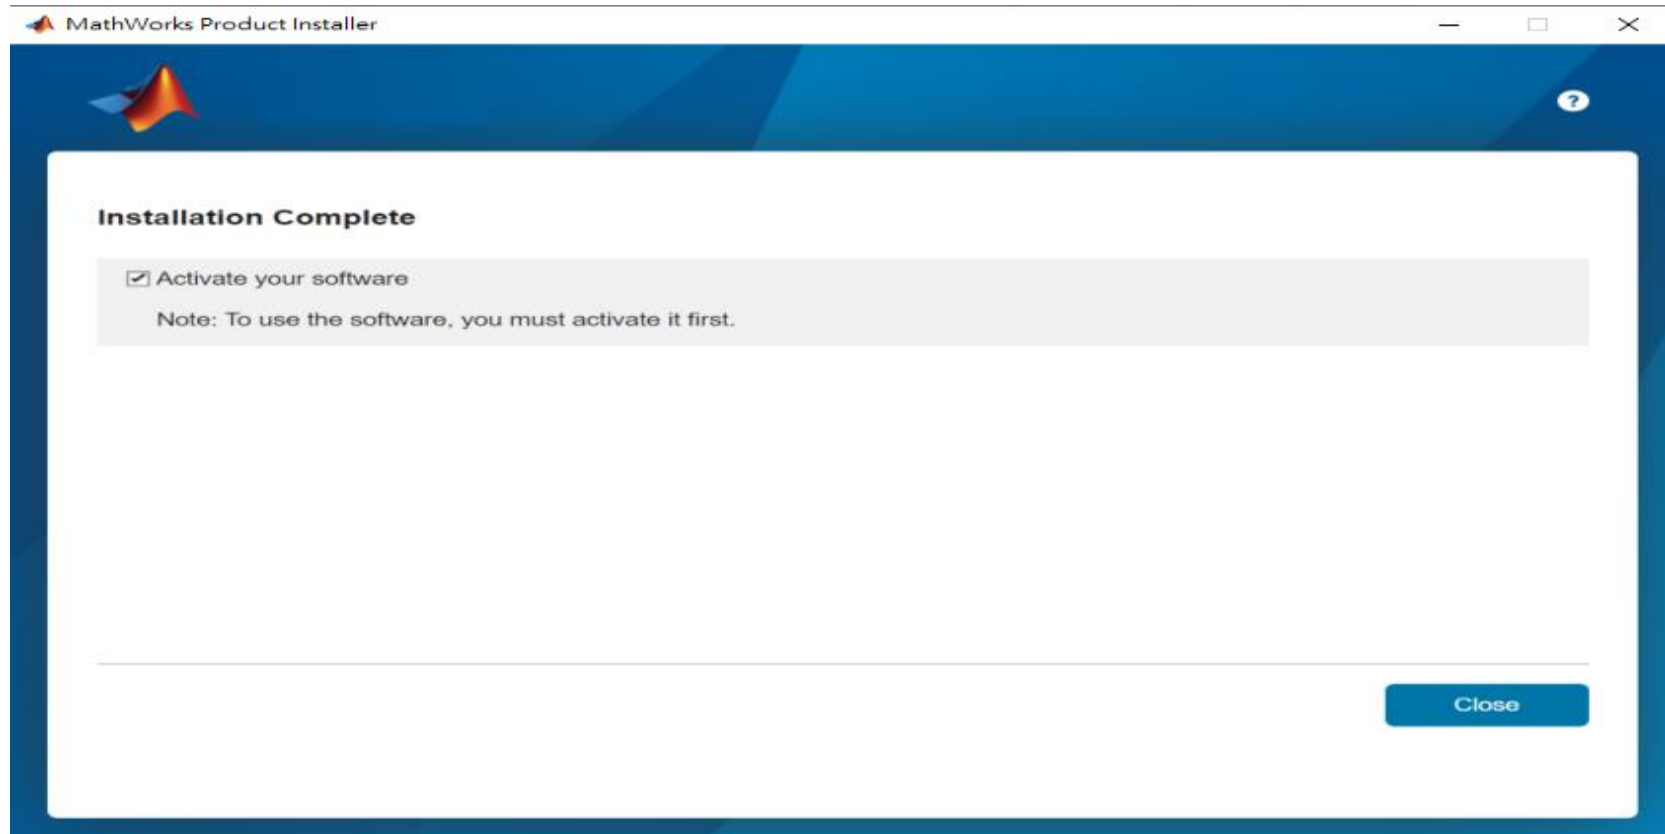 MathWorks Product Installer
?
Installation Complete
Activate your software
Note: To use the software, you must activate it first.
Close